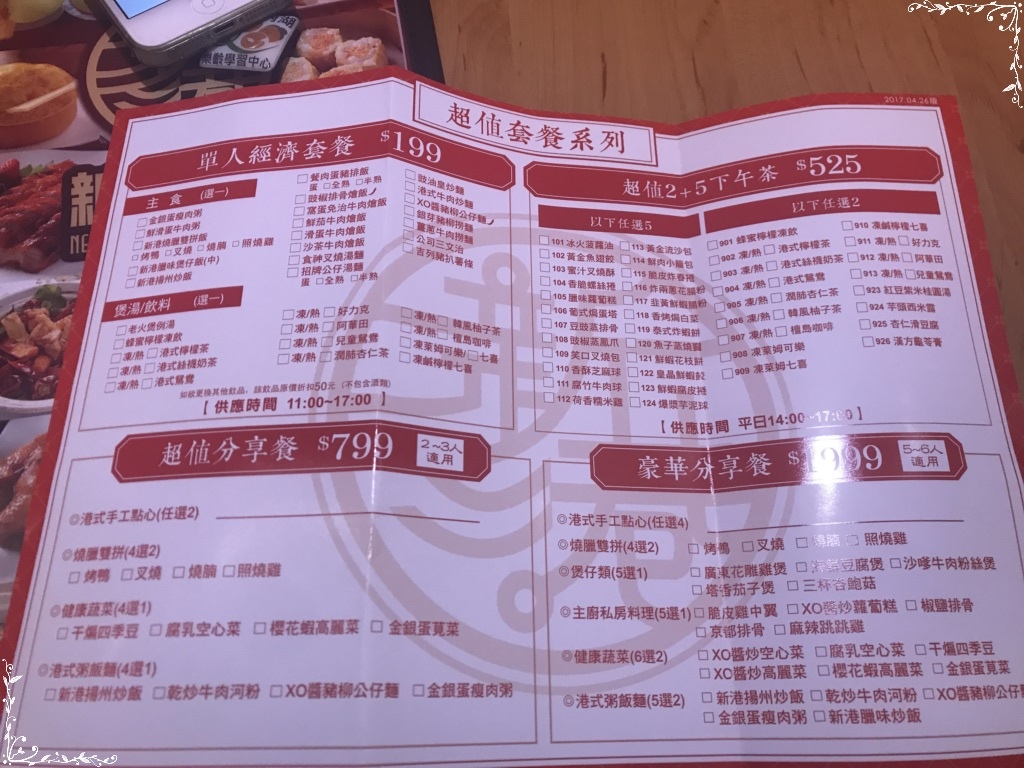 樂齡學習中心
2017.04.26版
超值套餐系列
單人經濟套餐 $199
主食 (選一)
□金銀蛋瘦肉粥
□鮮滑蛋牛肉粥
□新港燒臘雙拼飯
□烤鴨 □叉燒 □燒腩 □照燒雞
□新港臘味煲仔飯(中)
□新港揚州炒飯
□餐肉蛋豬排飯
蛋 □全熟 □半熟
□豉椒排骨燴飯
□窩蛋免治牛肉燴飯
□鮮茄牛肉燴飯
□滑蛋牛肉燴飯
□沙茶牛肉燴飯
□食神叉燒湯麵
□招牌公仔湯麵
蛋 □全熟 □半熟
□豉油皇炒麵
□港式牛肉炒麵
□XO醬豬柳公仔麵
□銀芽豬柳撈麵
□薑蔥牛肉撈麵
□公司三文治
□吉列豬扒薯條
煲湯/飲料 (選一)
□老火煲例湯
□蜂蜜檸檬凍飲
□凍/熱 □港式檸檬茶
□凍/熱 □港式絲襪奶茶
□凍/熱 □港式鴛鴦
□凍/熱 □好力克
□凍/熱 □阿華田
□凍/熱 □兒童鴛鴦
□凍/熱 □潤肺杏仁茶
□凍/熱 □韓風柚子茶
□凍/熱 □檀島咖啡
□凍萊姆可樂/□七喜
□凍鹹檸檬七喜
如欲更換其他飲品，該飲品原價折扣50元 (不包含酒類)
【 供應時間 11:00~17:00 】
超值2+5下午茶 $525
以下任選5
□101 冰火菠蘿油
□102 黃金魚翅餃
□103 蜜汁叉燒酥
□104 香脆螺絲捲
□105 臘味蘿蔔糕
□106 葡式焗蛋塔
□107 豆豉蒸排骨
□108 豉椒蒸鳳爪
□109 笑口叉燒包
□110 杏酥芝麻球
□111 腐竹牛肉球
□112 荷香糯米雞
□113 黃金流沙包
□114 鮮肉小籠包
□115 脆皮炸春捲
□116 炸兩蔥花腸粉
□117 韭黃鮮蝦腸粉
□118 香烤焗白菜
□119 泰式炸蝦餅
□120 魚子蒸燒賣
□121 鮮蝦花枝餅
□122 皇晶鮮蝦餃
□123 鮮蝦腐皮捲
□124 爆漿芋泥球
以下任選2
□901 蜂蜜檸檬凍飲
□902 凍/熱 □港式檸檬茶
□903 凍/熱 □港式絲襪奶茶
□904 凍/熱 □港式鴛鴦
□905 凍/熱 □潤肺杏仁茶
□906 凍/熱 □韓風柚子茶
□907 凍/熱 □檀島咖啡
□908 凍萊姆可樂
□909 凍萊姆七喜
□910 凍鹹檸檬七喜
□911 凍/熱 □好力克
□912 凍/熱 □阿華田
□913 凍/熱 □兒童鴛鴦
□923 紅豆紫米桂圓湯
□924 芋頭西米露
□925 杏仁滑豆腐
□926 漢方龜苓膏
【 供應時間 平日14:00~17:00 】
超值分享餐 $799 2~3人適用
◎港式手工點心(任選2)
◎燒臘雙拼(4選2)
□烤鴨 □叉燒 □燒腩 □照燒雞
◎健康蔬菜(4選1)
□干煸四季豆 □腐乳空心菜 □櫻花蝦高麗菜 □金銀蛋莧菜
◎港式粥飯麵(4選1)
□新港揚州炒飯 □乾炒牛肉河粉 □XO醬豬柳公仔麵 □金銀蛋瘦肉粥
豪華分享餐 $1999 5~6人適用
◎港式手工點心(任選4)
◎燒臘雙拼(4選2) □烤鴨 □叉燒 □燒腩 □照燒雞
◎煲仔類(5選1) □廣東花雕雞煲 □豆腐煲 □沙嗲牛肉粉絲煲
□塔香茄子煲 □三杯杏鮑菇
◎主廚私房料理(5選1) □脆皮雞中翼 □XO醬炒蘿蔔糕 □椒鹽排骨
□京都排骨 □麻辣跳跳雞
◎健康蔬菜(6選2) □XO醬炒空心菜 □腐乳空心菜 □干煸四季豆
□XO醬炒高麗菜 □櫻花蝦高麗菜 □金銀蛋莧菜
◎港式粥飯麵(5選2) □新港揚州炒飯 □乾炒牛肉河粉 □XO醬豬柳公仔麵
□金銀蛋瘦肉粥 □新港臘味炒飯